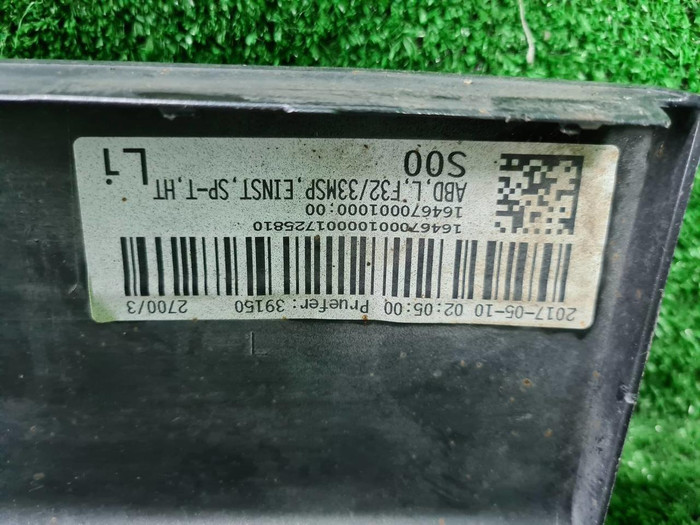 2017-05-10 02:05:00 Pruefer: 39150 2700/3
1646700010000001725810
164670001000:00
ABD,L,F32/33MSP,EINST,SP-T,HT
S00 Li